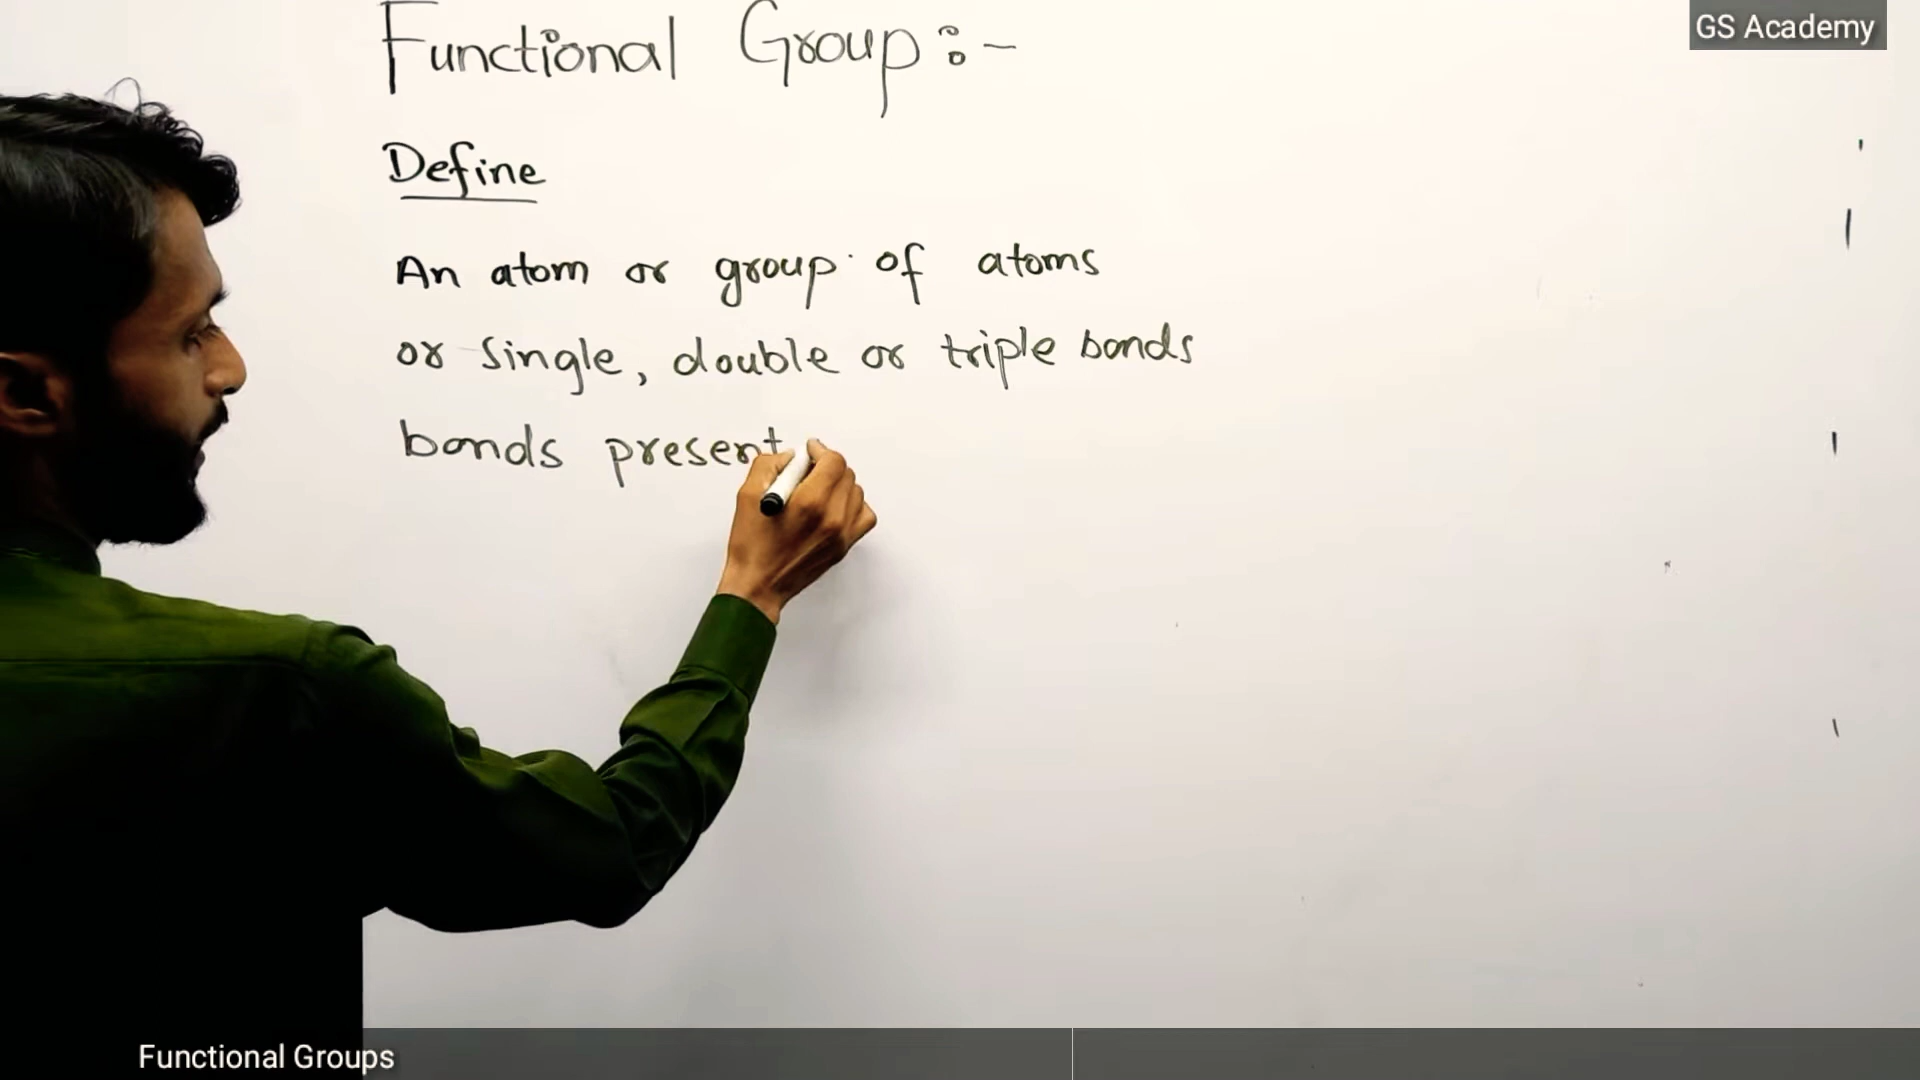 GS Academy
Functional Group :-
Define
An atom or group of atoms
or single, double or triple bonds
bonds present
Functional Groups